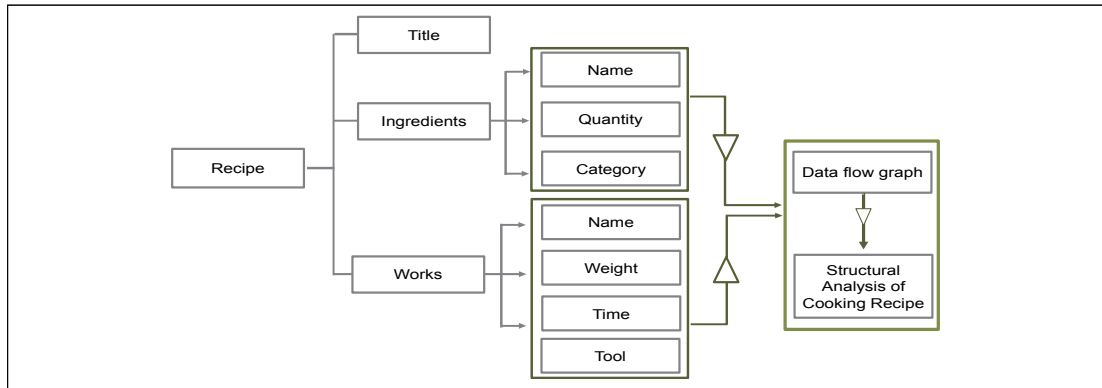 Title
Ingredients
Recipe
Works
Name
Quantity
Category
Name
Weight
Time
Tool
Data flow graph
Structural
Analysis of
Cooking Recipe